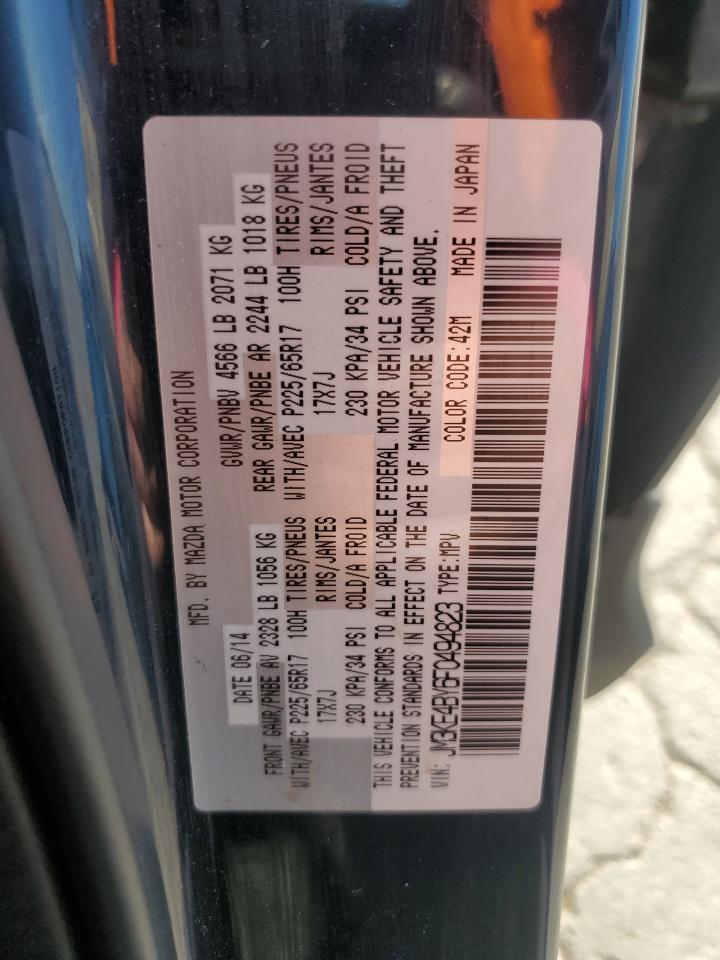 MFD. BY MAZDA MOTOR CORPORATION
DATE 06/14 GVWR/PNBV 4566 LB 2071 KG
FRONT GAWR/PNBE AV 2328 LB 1056 KG REAR GAWR/PNBE AR 2244 LB 1018 KG
WITH/AVEC P225/65R17 100H TIRES/PNEUS WITH/AVEC P225/65R17 100H TIRES/PNEUS
17X7J RIMS/JANTES 17X7J RIMS/JANTES
230 KPA/34 PSI COLD/A FROID 230 KPA/34 PSI COLD/A FROID
THIS VEHICLE CONFORMS TO ALL APPLICABLE FEDERAL MOTOR VEHICLE SAFETY AND THEFT
PREVENTION STANDARDS IN EFFECT ON THE DATE OF MANUFACTURE SHOWN ABOVE.
VIN: JM3KE4BY6F0494823 TYPE:MPV COLOR CODE:42M MADE IN JAPAN